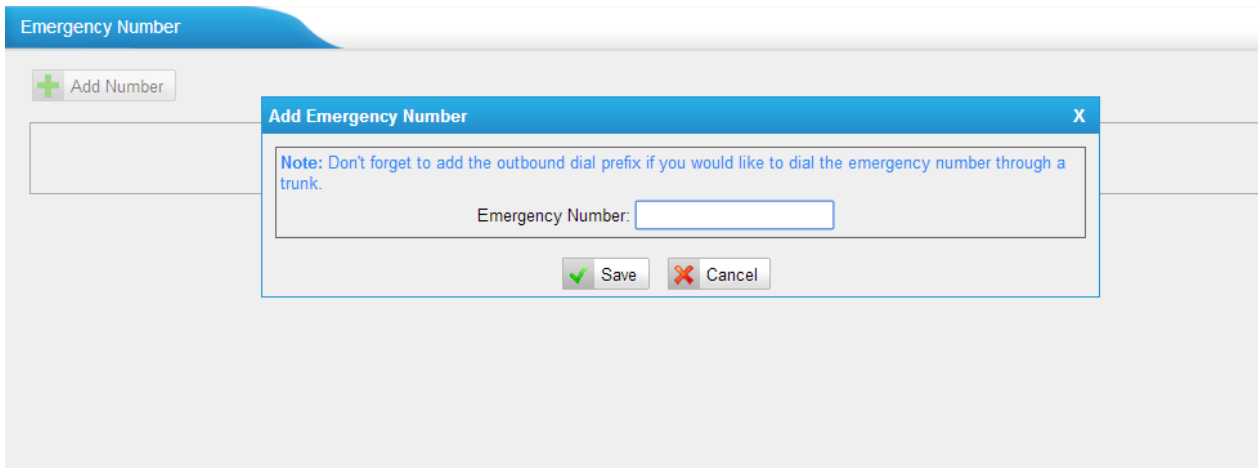 Emergency Number
Add Number
Add Emergency Number X
Note: Don't forget to add the outbound dial prefix if you would like to dial the emergency number through a
trunk.
Emergency Number:
Save Cancel